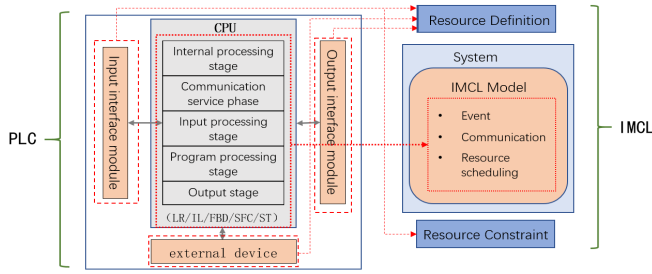 PLC
Input interface module
CPU
Internal processing
stage
Communication
service phase
Input processing
stage
Program processing
stage
Output stage
(LR/IL/FBD/SFC/ST)
Output interface module
external device
Resource Definition
System
IMCL Model
• Event
• Communication
• Resource
scheduling
Resource Constraint
IMCL